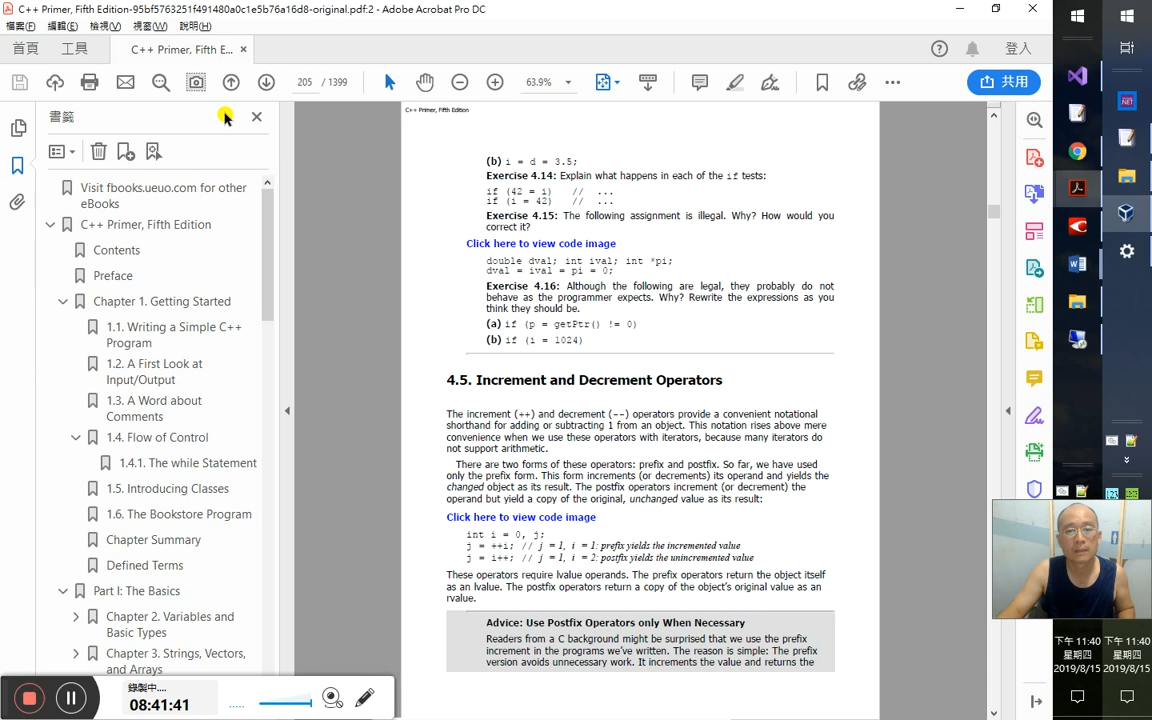 C++ Primer, Fifth Edition-95bf5763251f491480a0c1e5b76a16d8-original.pdf:2 - Adobe Acrobat Pro DC
檔案(F) 編輯(E) 檢視(V) 視窗(W) 說明(H)
首頁 工具 C++ Primer, Fifth E... ×
登入
205 / 1399 63.9% 共用
書籤
Visit fbooks.ueuo.com for other
eBooks
C++ Primer, Fifth Edition
Contents
Preface
Chapter 1. Getting Started
1.1. Writing a Simple C++
Program
1.2. A First Look at
Input/Output
1.3. A Word about
Comments
1.4. Flow of Control
1.4.1. The while Statement
1.5. Introducing Classes
1.6. The Bookstore Program
Chapter Summary
Defined Terms
Part I: The Basics
Chapter 2. Variables and
Basic Types
Chapter 3. Strings, Vectors,
and Arrays
C++ Primer, Fifth Edition
(b) i = d = 3.5;
Exercise 4.14: Explain what happens in each of the if tests:
if (42 = i) // ...
if (i = 42) // ...
Exercise 4.15: The following assignment is illegal. Why? How would you
correct it?
Click here to view code image
double dval; int ival; int *pi;
dval = ival = pi = 0;
Exercise 4.16: Although the following are legal, they probably do not
behave as the programmer expects. Why? Rewrite the expressions as you
think they should be.
(a) if (p = getPtr() != 0)
(b) if (i = 1024)
4.5. Increment and Decrement Operators
The increment (++) and decrement (--) operators provide a convenient notational
shorthand for adding or subtracting 1 from an object. This notation rises above mere
convenience when we use these operators with iterators, because many iterators do
not support arithmetic.
There are two forms of these operators: prefix and postfix. So far, we have used
only the prefix form. This form increments (or decrements) its operand and yields the
changed object as its result. The postfix operators increment (or decrement) the
operand but yield a copy of the original, unchanged value as its result:
Click here to view code image
int i = 0, j;
j = ++i; // j = 1, i = 1: prefix yields the incremented value
j = i++; // j = 1, i = 2: postfix yields the unincremented value
These operators require lvalue operands. The prefix operators return the object itself
as an lvalue. The postfix operators return a copy of the object's original value as an
rvalue.
Advice: Use Postfix Operators only When Necessary
Readers from a C background might be surprised that we use the prefix
increment in the programs we've written. The reason is simple: The prefix
version avoids unnecessary work. It increments the value and returns the
錄製中....
08:41:41
下午 11:40
星期四
2019/8/15
下午 11:40
星期四
2019/8/15